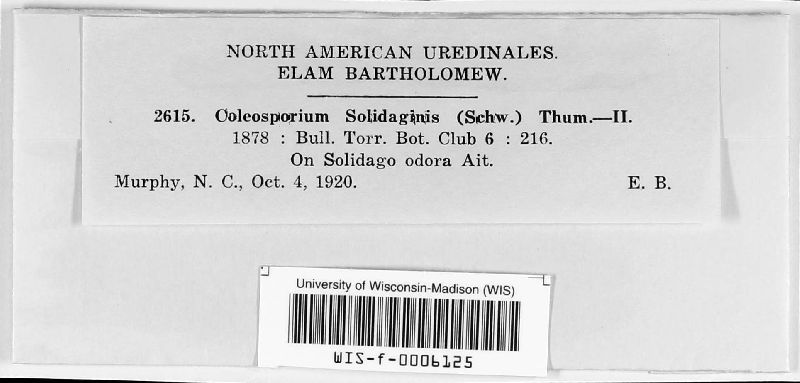 NORTH AMERICAN UREDINALES.
ELAM BARTHOLOMEW.
2615. Coleosporium Solidaginis (Schw.) Thum.—II.
1878 : Bull. Torr. Bot. Club 6 : 216.
On Solidago odora Ait.
Murphy, N. C., Oct. 4, 1920. E. B.
University of Wisconsin-Madison (WIS)
WIS-f-0006125